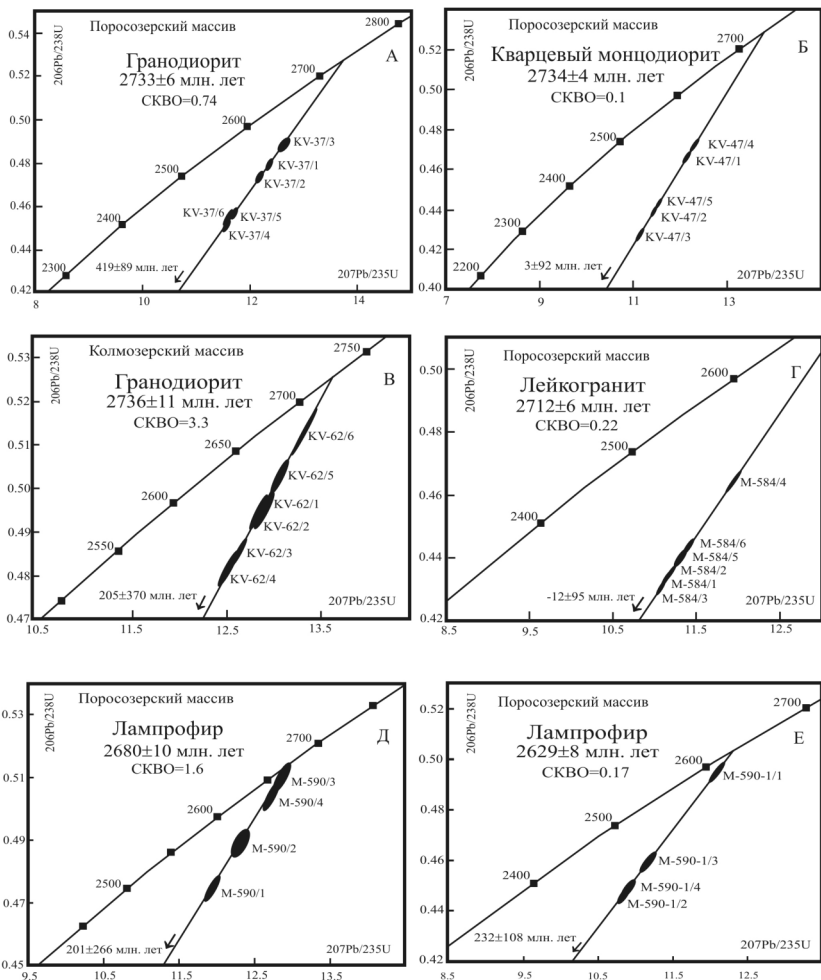 Поросозерский массив
А
Гранодиорит
2733±6 млн. лет
СКВО=0.74
206Pb/238U
207Pb/235U
0.54
0.52
0.50
0.48
0.46
0.44
0.42
8
10
12
14
2300
2400
2500
2600
2700
2800
KV-37/3
KV-37/1
KV-37/2
KV-37/6
KV-37/5
KV-37/4
419±89 млн. лет
Поросозерский массив
Б
Кварцевый монцодиорит
2734±4 млн. лет
СКВО=0.1
206Pb/238U
207Pb/235U
0.52
0.50
0.48
0.46
0.44
0.42
0.40
7
9
11
13
2200
2300
2400
2500
2700
KV-47/4
KV-47/1
KV-47/5
KV-47/2
KV-47/3
3±92 млн. лет
Колмозерский массив
В
Гранодиорит
2736±11 млн. лет
СКВО=3.3
206Pb/238U
207Pb/235U
0.53
0.52
0.51
0.50
0.49
0.48
0.47
10.5
11.5
12.5
13.5
2550
2600
2650
2700
2750
KV-62/6
KV-62/5
KV-62/1
KV-62/2
KV-62/3
KV-62/4
205±370 млн. лет
Поросозерский массив
Г
Лейкогранит
2712±6 млн. лет
СКВО=0.22
206Pb/238U
207Pb/235U
0.50
0.48
0.46
0.44
0.42
8.5
9.5
10.5
11.5
12.5
2400
2500
2600
M-584/4
M-584/6
M-584/5
M-584/2
M-584/1
M-584/3
-12±95 млн. лет
Поросозерский массив
Д
Лампрофир
2680±10 млн. лет
СКВО=1.6
206Pb/238U
207Pb/235U
0.53
0.51
0.49
0.47
0.45
9.5
10.5
11.5
12.5
13.5
2500
2600
2700
M-590/3
M-590/4
M-590/2
M-590/1
201±266 млн. лет
Поросозерский массив
Е
Лампрофир
2629±8 млн. лет
СКВО=0.17
206Pb/238U
207Pb/235U
0.52
0.50
0.48
0.46
0.44
0.42
8.5
9.5
10.5
11.5
12.5
2400
2500
2600
2700
M-590-1/1
M-590-1/3
M-590-1/4
M-590-1/2
232±108 млн. лет